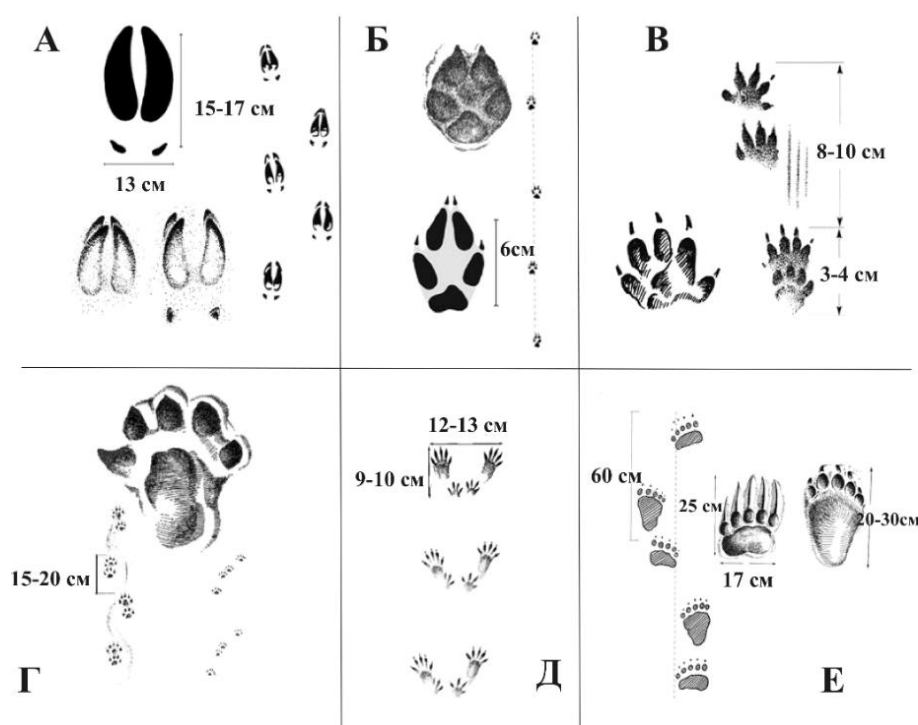 А
15-17 см
13 см
Б
6см
В
8-10 см
3-4 см
Г
15-20 см
Д
12-13 см
9-10 см
Е
60 см
25 см
17 см
20-30см